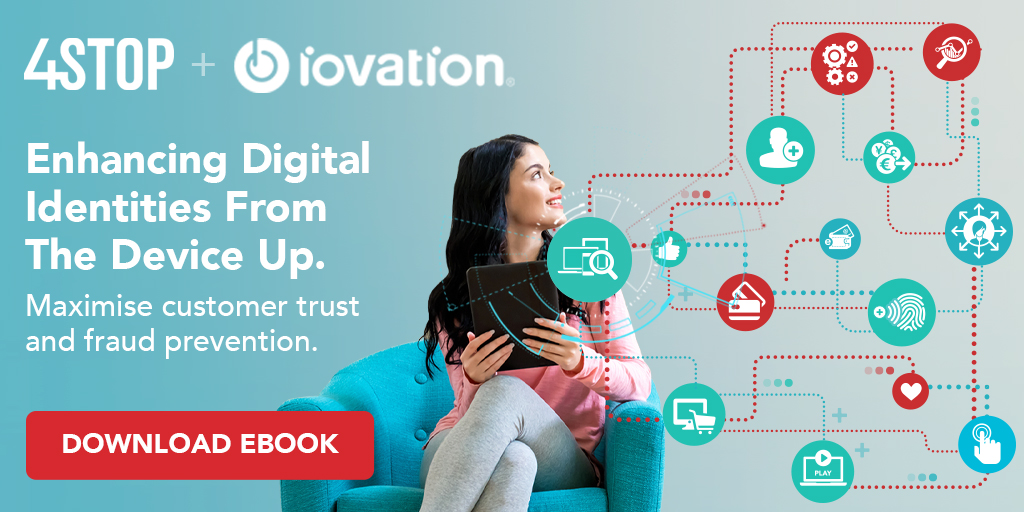 4STOP + iovation®
Enhancing Digital
Identities From
The Device Up.
Maximise customer trust
and fraud prevention.
DOWNLOAD EBOOK
PLAY